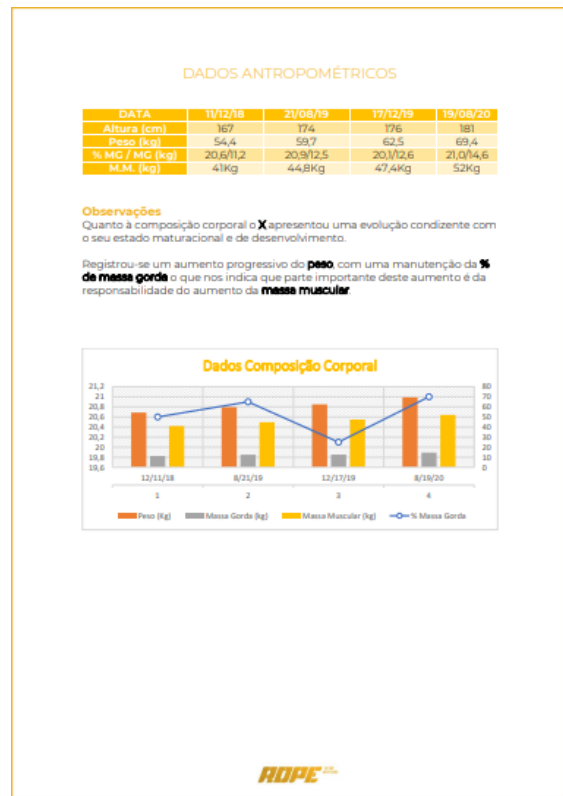 DADOS ANTROPOMÉTRICOS
DATA 11/12/18 21/08/19 17/12/19 19/08/20
Altura (cm) 167 174 176 181
Peso (kg) 54,4 59,7 62,5 69,4
% MG / MG (kg) 20,6/11,2 20,9/12,5 20,1/12,6 21,0/14,6
M.M. (kg) 41Kg 44,8Kg 47,4Kg 52Kg
Observações
Quanto à composição corporal o X apresentou uma evolução condizente com
o seu estado maturacional e de desenvolvimento.
Registrou-se um aumento progressivo do peso, com uma manutenção da %
de massa gorda o que nos indica que parte importante deste aumento é da
responsabilidade do aumento da massa muscular.
Dados Composição Corporal
21,2 80
21 70
20,8 60
20,6 50
20,4 40
20,2 30
20 20
19,8 10
19,6 0
12/11/18 8/21/19 12/17/19 8/19/20
1 2 3 4
Peso (Kg) Massa Gorda (kg) Massa Muscular (kg) % Massa Gorda
ROPE